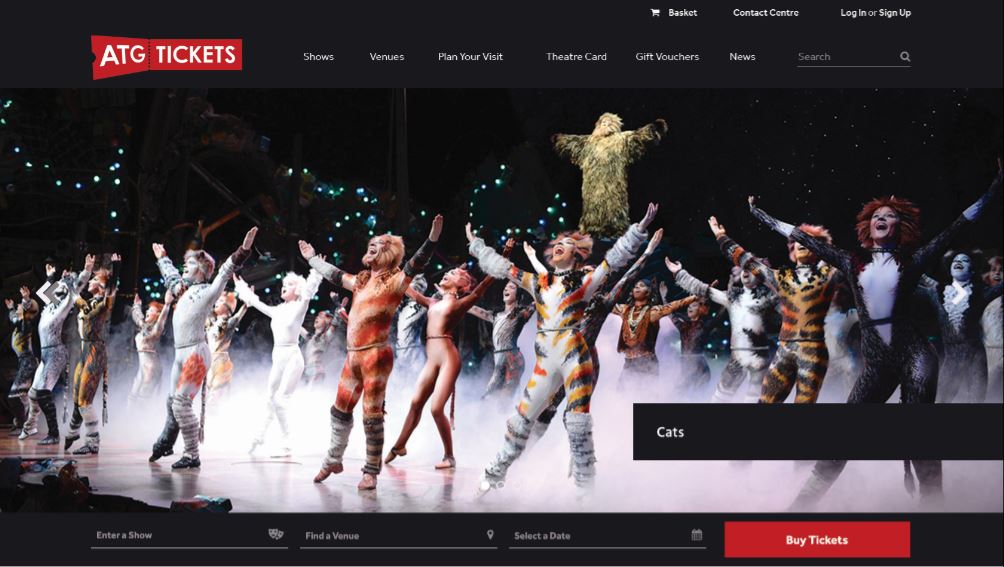 Basket Contact Centre Log In or Sign Up
ATG TICKETS
Shows Venues Plan Your Visit Theatre Card Gift Vouchers News Search
Cats
Enter a Show Find a Venue Select a Date Buy Tickets